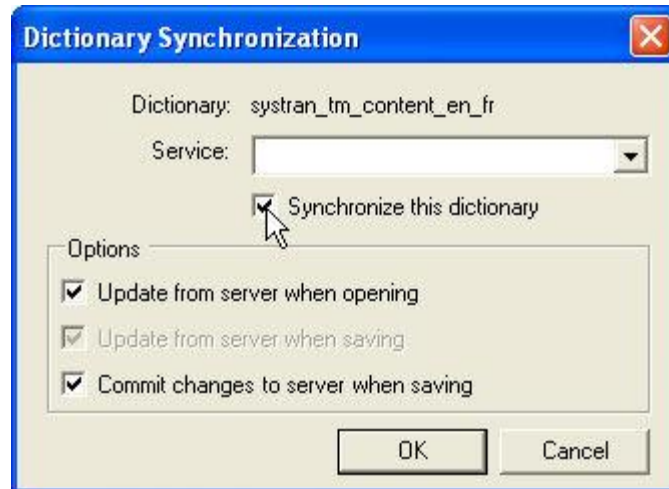 Dictionary Synchronization
Dictionary: systran_tm_content_en_fr
Service:
Synchronize this dictionary
Options
Update from server when opening
Update from server when saving
Commit changes to server when saving
OK Cancel